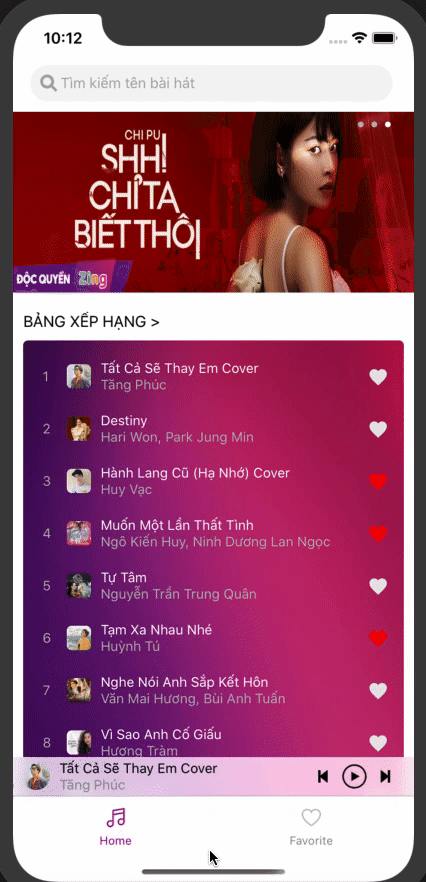 10:12
Tìm kiếm tên bài hát
CHI PU
SHH!
CHỈ TA
BIẾT THÔI
ĐỘC QUYỀN Zing
BẢNG XẾP HẠNG >
1
Tất Cả Sẽ Thay Em Cover
Tăng Phúc
2
Destiny
Hari Won, Park Jung Min
3
Hành Lang Cũ (Hạ Nhớ) Cover
Huy Vạc
4
Muốn Một Lần Thất Tình
Ngô Kiến Huy, Ninh Dương Lan Ngọc
5
Tự Tâm
Nguyễn Trần Trung Quân
6
Tạm Xa Nhau Nhé
Huỳnh Tú
7
Nghe Nói Anh Sắp Kết Hôn
Văn Mai Hương, Bùi Anh Tuấn
8
Vì Sao Anh Cố Giấu
Hương Tràm
Tất Cả Sẽ Thay Em Cover
Tăng Phúc
Home
Favorite